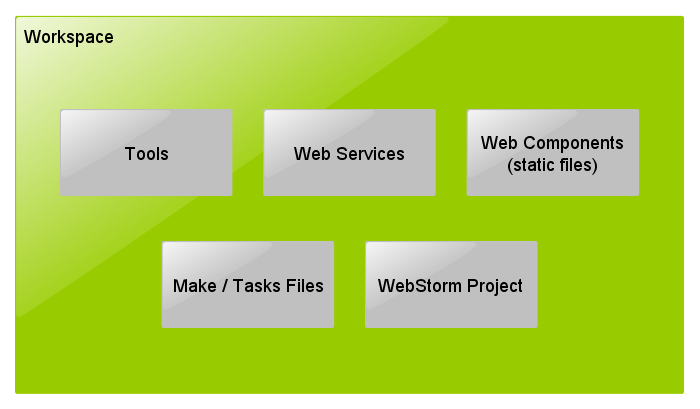 Workspace
Tools
Web Services
Web Components
(static files)
Make / Tasks Files
WebStorm Project